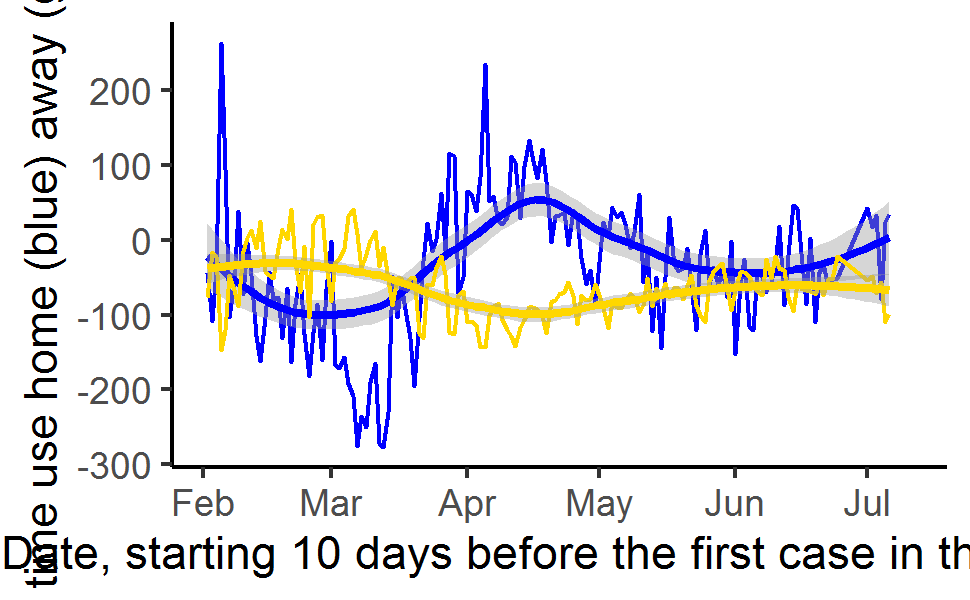 time use home (blue) away (
200
100
0
-100
-200
-300
Feb Mar Apr May Jun Jul
Date, starting 10 days before the first case in th